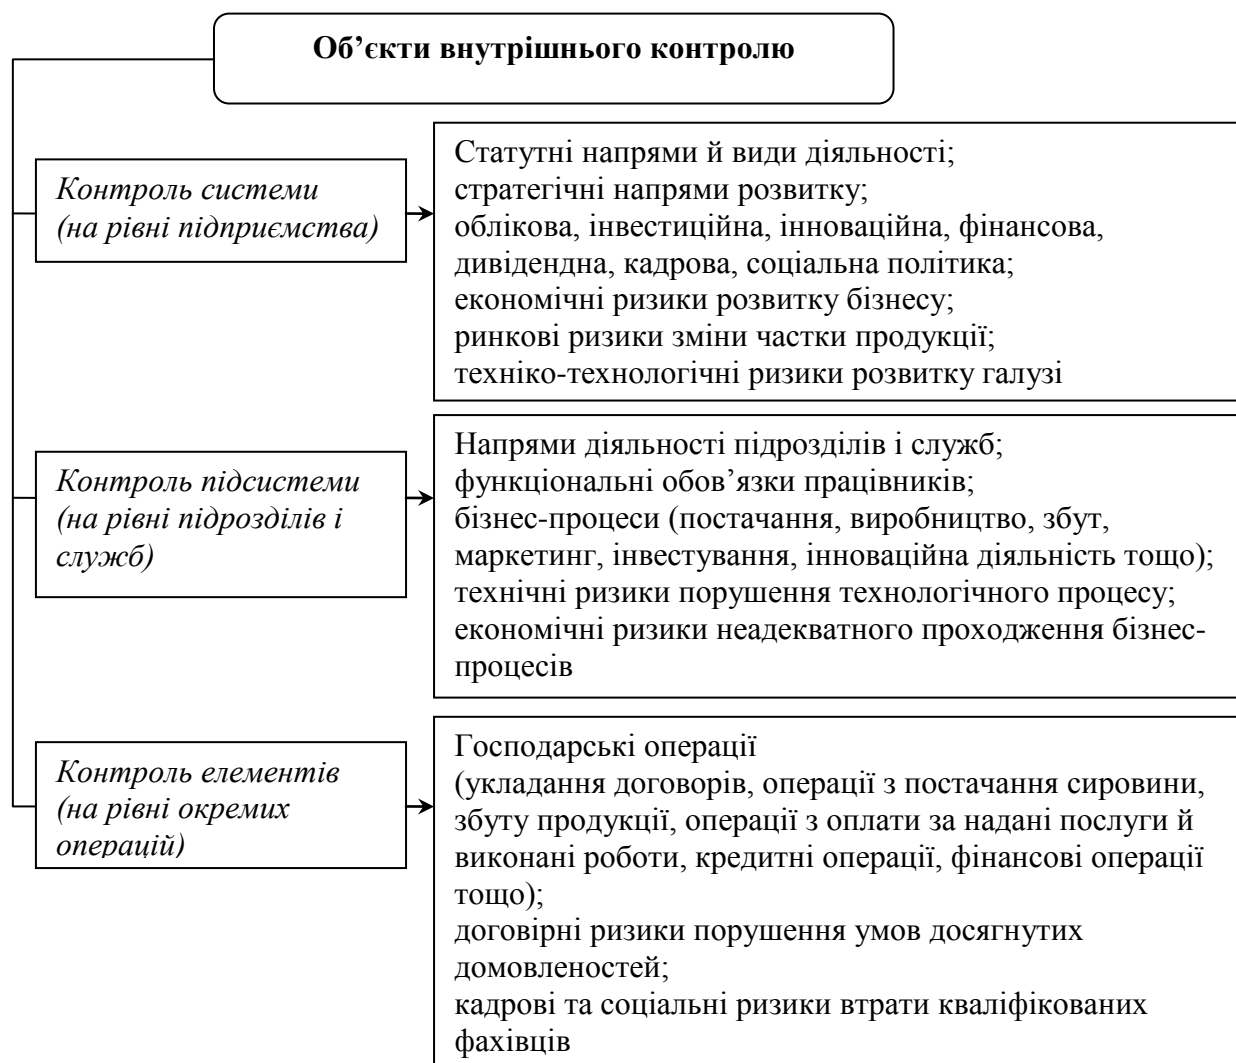 Об’єкти внутрішнього контролю
Контроль системи
(на рівні підприємства)
Статутні напрями й види діяльності;
стратегічні напрями розвитку;
облікова, інвестиційна, інноваційна, фінансова,
дивідендна, кадрова, соціальна політика;
економічні ризики розвитку бізнесу;
ринкові ризики зміни частки продукції;
техніко-технологічні ризики розвитку галузі
Контроль підсистеми
(на рівні підрозділів і
служб)
Напрями діяльності підрозділів і служб;
функціональні обов’язки працівників;
бізнес-процеси (постачання, виробництво, збут,
маркетинг, інвестування, інноваційна діяльність тощо);
технічні ризики порушення технологічного процесу;
економічні ризики неадекватного проходження бізнес-
процесів
Контроль елементів
(на рівні окремих
операцій)
Господарські операції
(укладання договорів, операції з постачання сировини,
збуту продукції, операції з оплати за надані послуги й
виконані роботи, кредитні операції, фінансові операції
тощо);
договірні ризики порушення умов досягнутих
домовленостей;
кадрові та соціальні ризики втрати кваліфікованих
фахівців